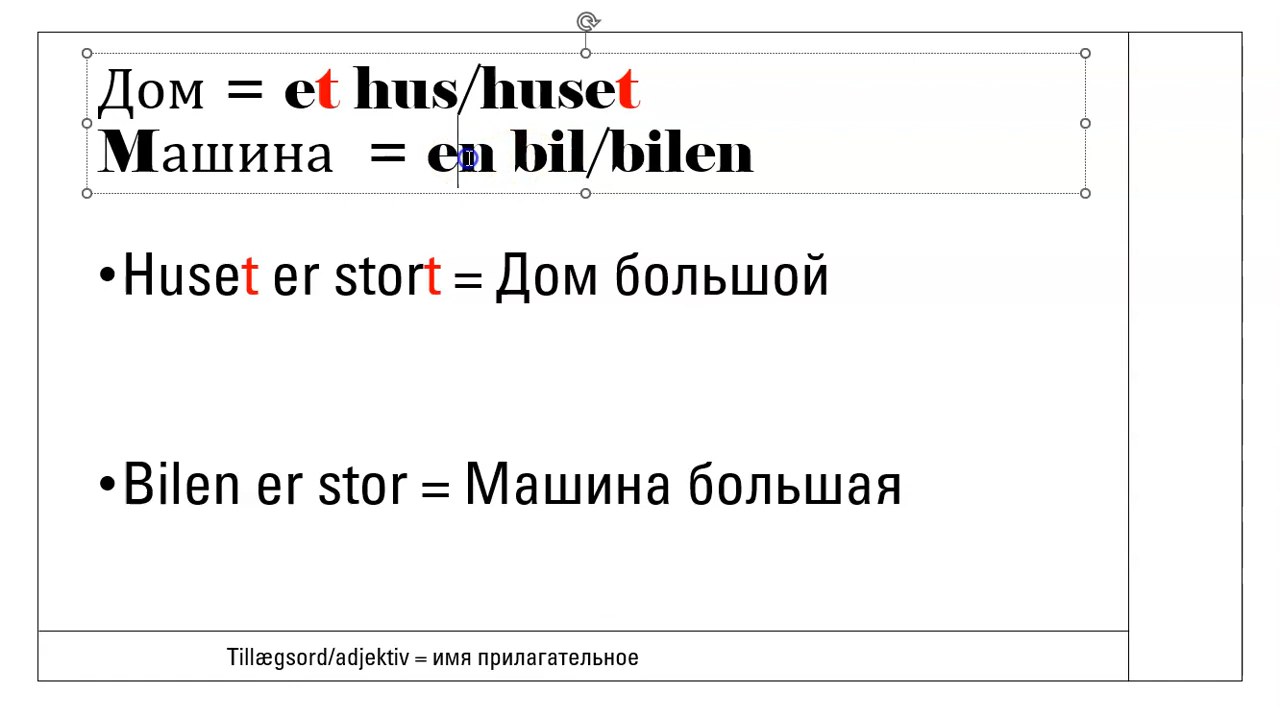 Дом = et hus/huset
Машина = en bil/bilen
•Huset er stort = Дом большой
•Bilen er stor = Машина большая
Tillægsord/adjektiv = имя прилагательное